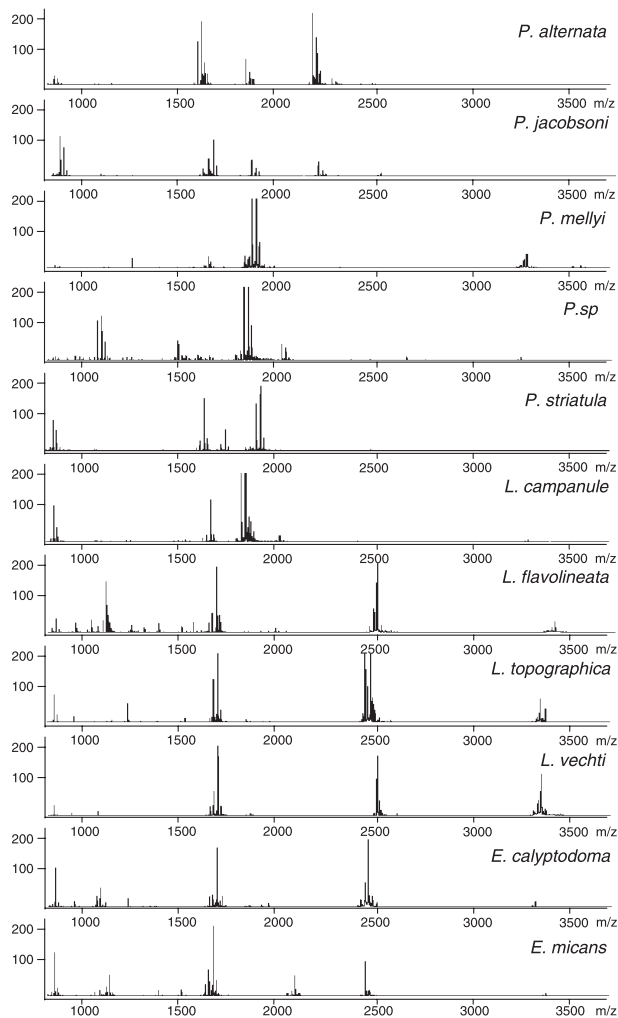 200
100
P. alternata
1000 1500 2000 2500 3000 3500 m/z
200
100
P. jacobsoni
1000 1500 2000 2500 3000 3500 m/z
200
100
P. mellyi
1000 1500 2000 2500 3000 3500 m/z
200
100
P.sp
1000 1500 2000 2500 3000 3500 m/z
200
100
P. striatula
1000 1500 2000 2500 3000 3500 m/z
200
100
L. campanule
1000 1500 2000 2500 3000 3500 m/z
200
100
L. flavolineata
1000 1500 2000 2500 3000 3500 m/z
200
100
L. topographica
1000 1500 2000 2500 3000 3500 m/z
200
100
L. vechti
1000 1500 2000 2500 3000 3500 m/z
200
100
E. calyptodoma
1000 1500 2000 2500 3000 3500 m/z
200
100
E. micans
1000 1500 2000 2500 3000 3500 m/z